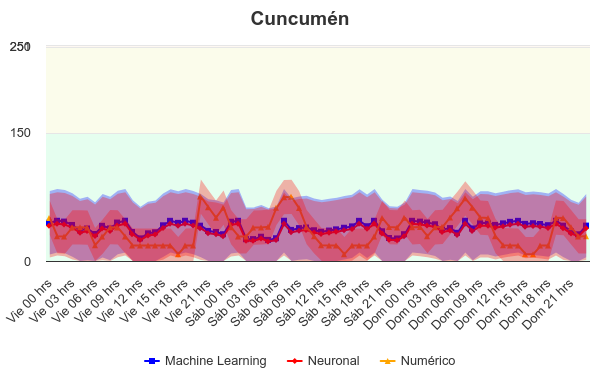 Cuncumén
250
150
0
Vie 00 hrs
Vie 03 hrs
Vie 06 hrs
Vie 09 hrs
Vie 12 hrs
Vie 15 hrs
Vie 18 hrs
Vie 21 hrs
Sáb 00 hrs
Sáb 03 hrs
Sáb 06 hrs
Sáb 09 hrs
Sáb 12 hrs
Sáb 15 hrs
Sáb 18 hrs
Sáb 21 hrs
Dom 00 hrs
Dom 03 hrs
Dom 06 hrs
Dom 09 hrs
Dom 12 hrs
Dom 15 hrs
Dom 18 hrs
Dom 21 hrs
Machine Learning Neuronal Numérico